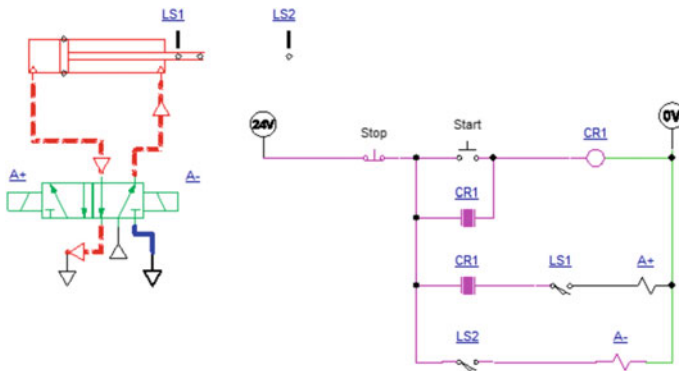 LS1
LS2
24V
Stop
Start
CR1
0V
A+
A-
CR1
CR1
LS1
A+
LS2
A-